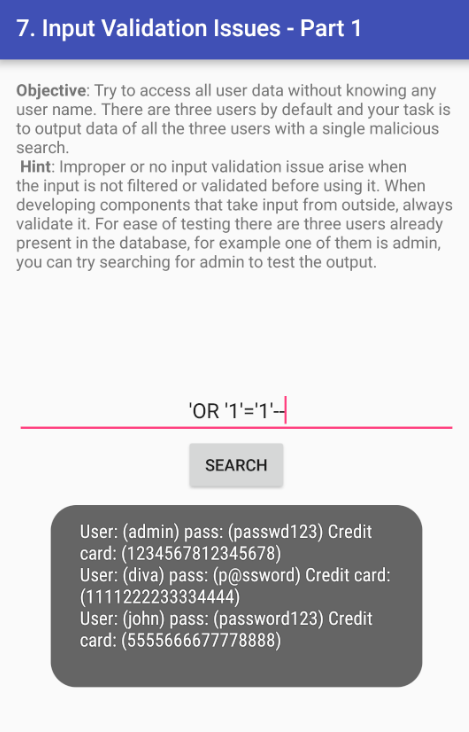 7. Input Validation Issues - Part 1
Objective: Try to access all user data without knowing any
user name. There are three users by default and your task is
to output data of all the three users with a single malicious
search.
Hint: Improper or no input validation issue arise when
the input is not filtered or validated before using it. When
developing components that take input from outside, always
validate it. For ease of testing there are three users already
present in the database, for example one of them is admin,
you can try searching for admin to test the output.
'OR '1'='1'--
SEARCH
User: (admin) pass: (passwd123) Credit
card: (1234567812345678)
User: (diva) pass: (p@ssword) Credit card:
(1111222233334444)
User: (john) pass: (password123) Credit
card: (5555666677778888)